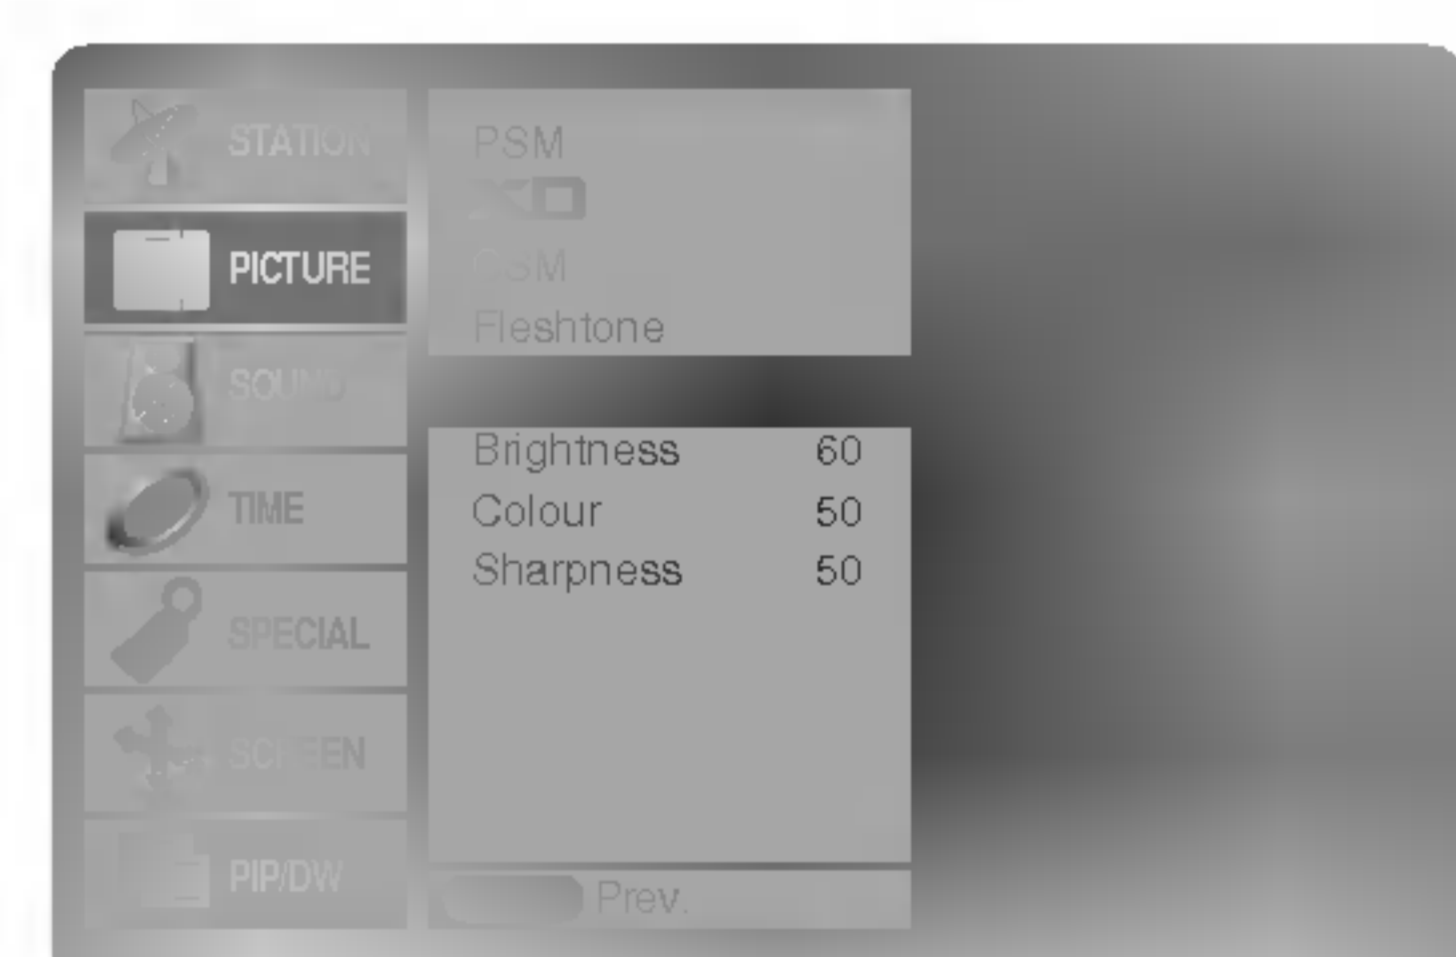 STATION
PICTURE
SOUND
TIME
SPECIAL
SCREEN
PIP/DW
PSM
XD
CSM
Fleshtone
Brightness 60
Colour 50
Sharpness 50
Prev.